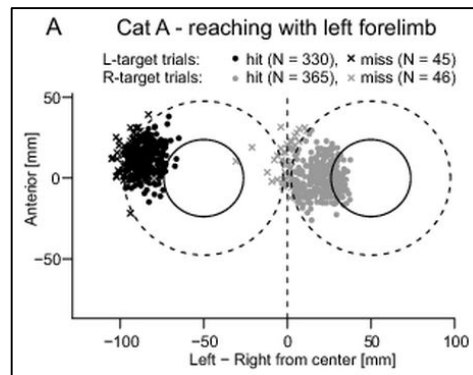 A Cat A - reaching with left forelimb
L-target trials: • hit (N = 330), × miss (N = 45)
R-target trials: • hit (N = 365), × miss (N = 46)
50
0
−50
Anterior [mm]
−100 −50 0 50 100
Left − Right from center [mm]